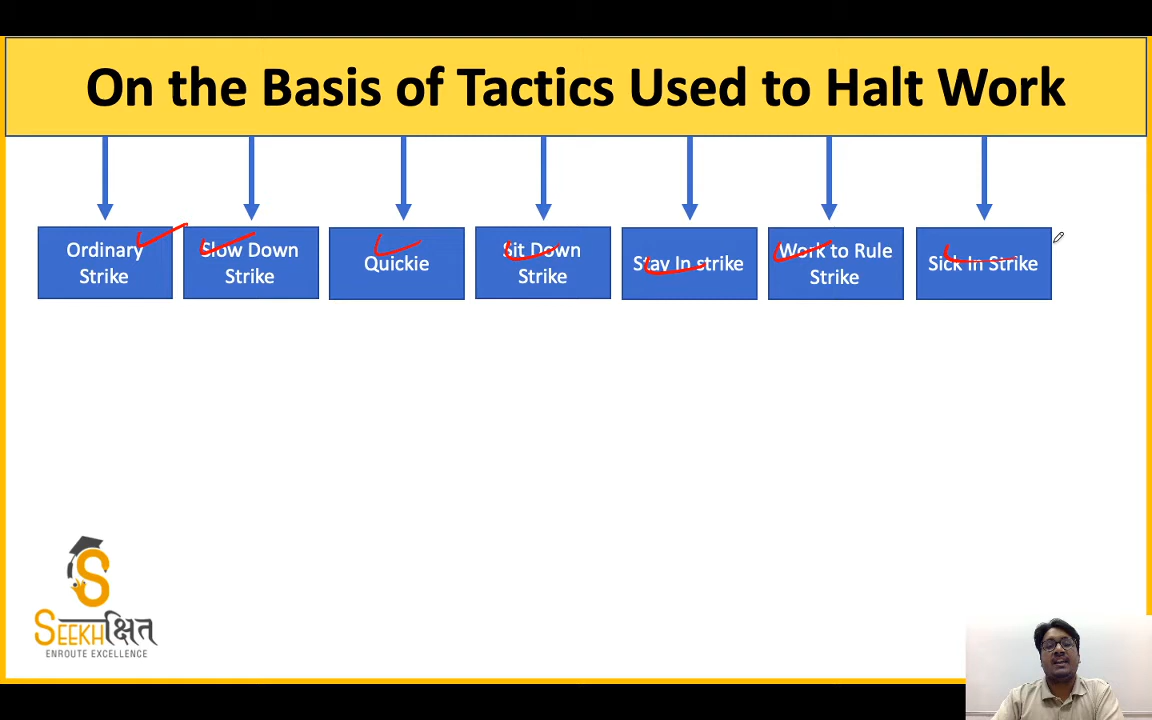 On the Basis of Tactics Used to Halt Work
Ordinary
Strike
Slow Down
Strike
Quickie
Sit Down
Strike
Stay In strike
Work to Rule
Strike
Sick In Strike
SEEKHक्षित
ENROUTE EXCELLENCE